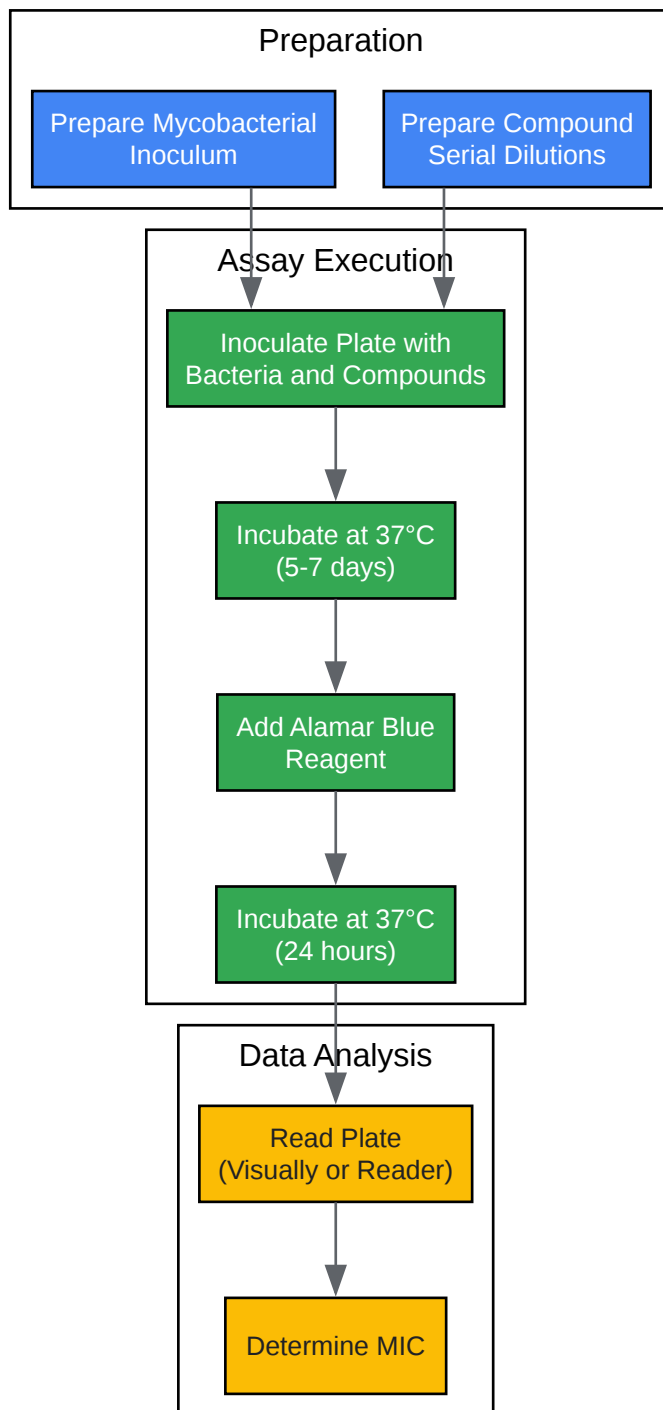 Preparation
Prepare Mycobacterial
Inoculum
Prepare Compound
Serial Dilutions
Assay Execution
Inoculate Plate with
Bacteria and Compounds
Incubate at 37°C
(5-7 days)
Add Alamar Blue
Reagent
Incubate at 37°C
(24 hours)
Data Analysis
Read Plate
(Visually or Reader)
Determine MIC